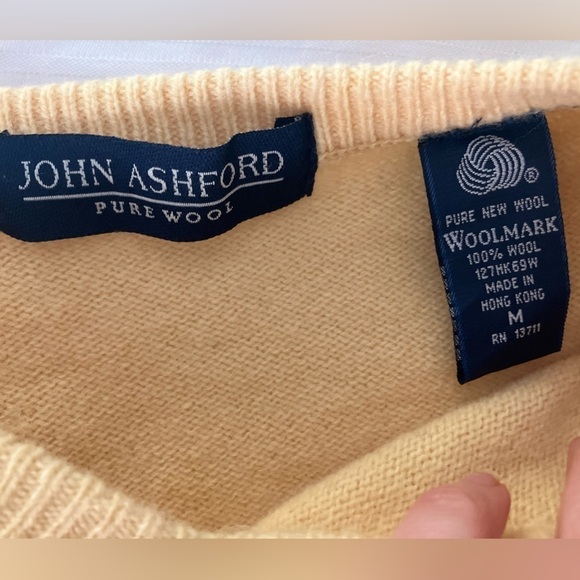 JOHN ASHFORD
PURE WOOL
®
PURE NEW WOOL
WOOLMARK
100% WOOL
127HK69W
MADE IN
HONG KONG
M
RN 13711